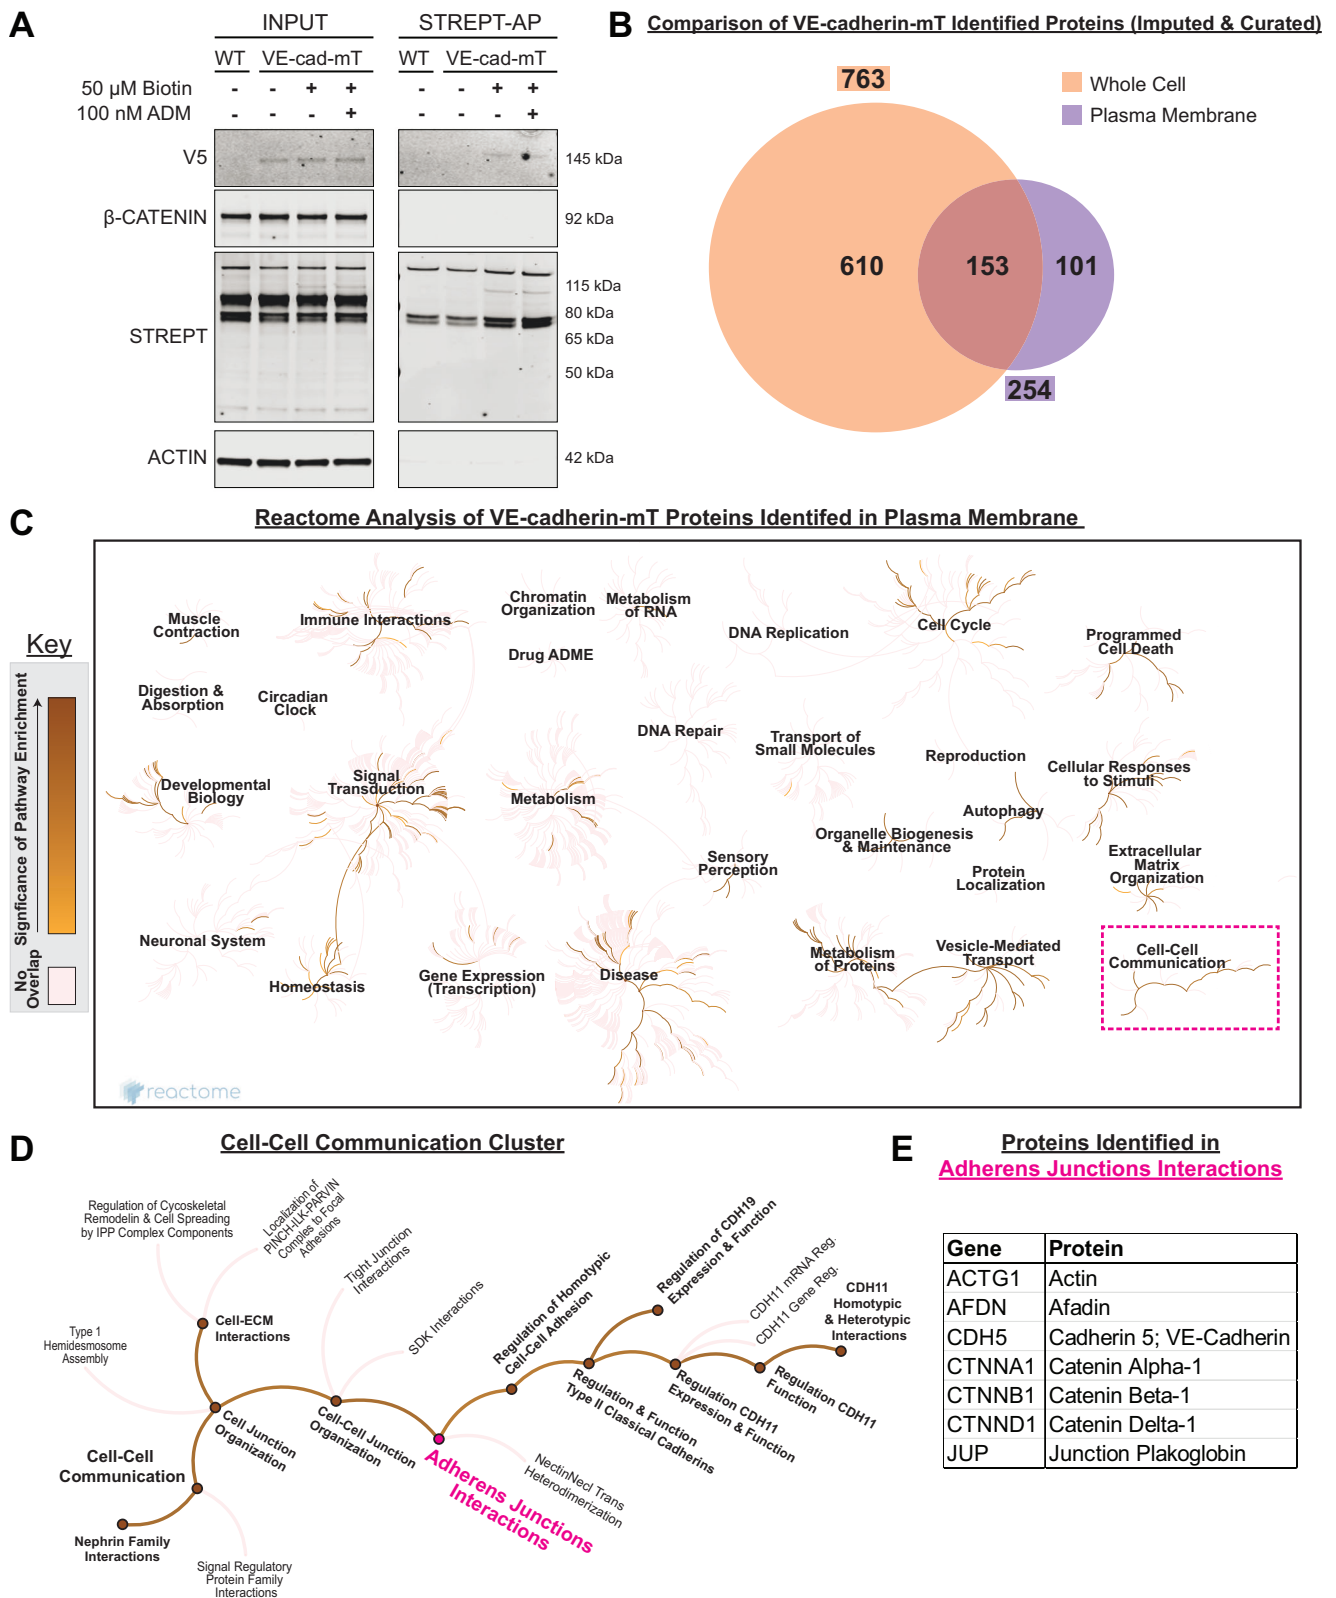 A
INPUT
STREPT-AP
WT
VE-cad-mT
WT
VE-cad-mT
50 µM Biotin
- - + + - - + +
100 nM ADM
- - - + - - - +
V5
145 kDa
β-CATENIN
92 kDa
STREPT
115 kDa
80 kDa
65 kDa
50 kDa
ACTIN
42 kDa
B
Comparison of VE-cadherin-mT Identified Proteins (Imputed & Curated)
763
Whole Cell
Plasma Membrane
610
153
101
254
C
Reactome Analysis of VE-cadherin-mT Proteins Identifed in Plasma Membrane
Key
Signficance of Pathway Enrichment
No
Overlap
Muscle
Contraction
Immune Interactions
Chromatin
Organization
Metabolism
of RNA
DNA Replication
Cell Cycle
Programmed
Cell Death
Drug ADME
Digestion &
Absorption
Circadian
Clock
DNA Repair
Transport of
Small Molecules
Reproduction
Cellular Responses
to Stimuli
Developmental
Biology
Signal
Transduction
Metabolism
Autophagy
Organelle Biogenesis
& Maintenance
Sensory
Perception
Protein
Localization
Extracellular
Matrix
Organization
Neuronal System
Homeostasis
Gene Expression
(Transcription)
Disease
Metabolism
of Proteins
Vesicle-Mediated
Transport
Cell-Cell
Communication
reactome
D
Cell-Cell Communication Cluster
Regulation of Cycoskeletal
Remodelin & Cell Spreading
by IPP Complex Components
Localization of
PINCH-ILK-PARVIN
Comples to Focal
Adhesions
Tight Junction
Interactions
SDK Interactions
Regulation of Homotypic
Cell-Cell Adhesion
Regulation of CDH19
Expression & Function
CDH11 mRNA Reg.
CDH11 Gene Reg.
CDH11
Homotypic
& Heterotypic
Interactions
Cell-ECM
Interactions
Type 1
Hemidesmosome
Assembly
Cell Junction
Organization
Cell-Cell Junction
Organization
Regulation & Function
Type II Classical Cadherins
Regulation CDH11
Expression & Function
Regulation CDH11
Function
Cell-Cell
Communication
Adherens Junctions
Interactions
NectinNecl Trans
Heterodimerization
Nephrin Family
Interactions
Signal Regulatory
Protein Family
Interactions
E
Proteins Identified in
Adherens Junctions Interactions
Gene Protein
ACTG1 Actin
AFDN Afadin
CDH5 Cadherin 5; VE-Cadherin
CTNNA1 Catenin Alpha-1
CTNNB1 Catenin Beta-1
CTNND1 Catenin Delta-1
JUP Junction Plakoglobin